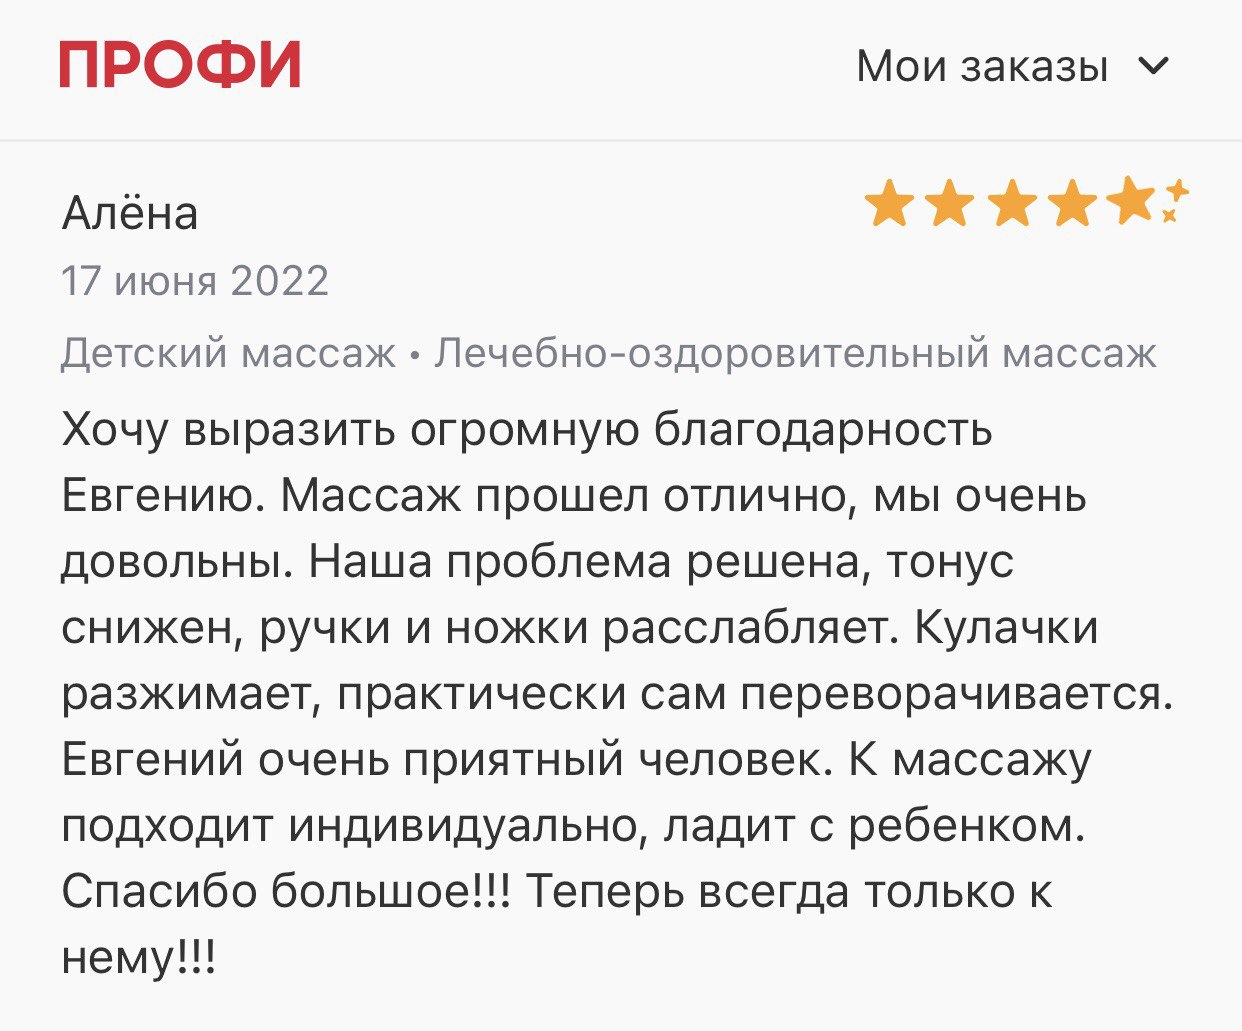 ПРОФИ
Мои заказы
Алёна
17 июня 2022
Детский массаж • Лечебно-оздоровительный массаж
Хочу выразить огромную благодарность
Евгению. Массаж прошел отлично, мы очень
довольны. Наша проблема решена, тонус
снижен, ручки и ножки расслабляет. Кулачки
разжимает, практически сам переворачивается.
Евгений очень приятный человек. К массажу
подходит индивидуально, ладит с ребенком.
Спасибо большое!!! Теперь всегда только к
нему!!!